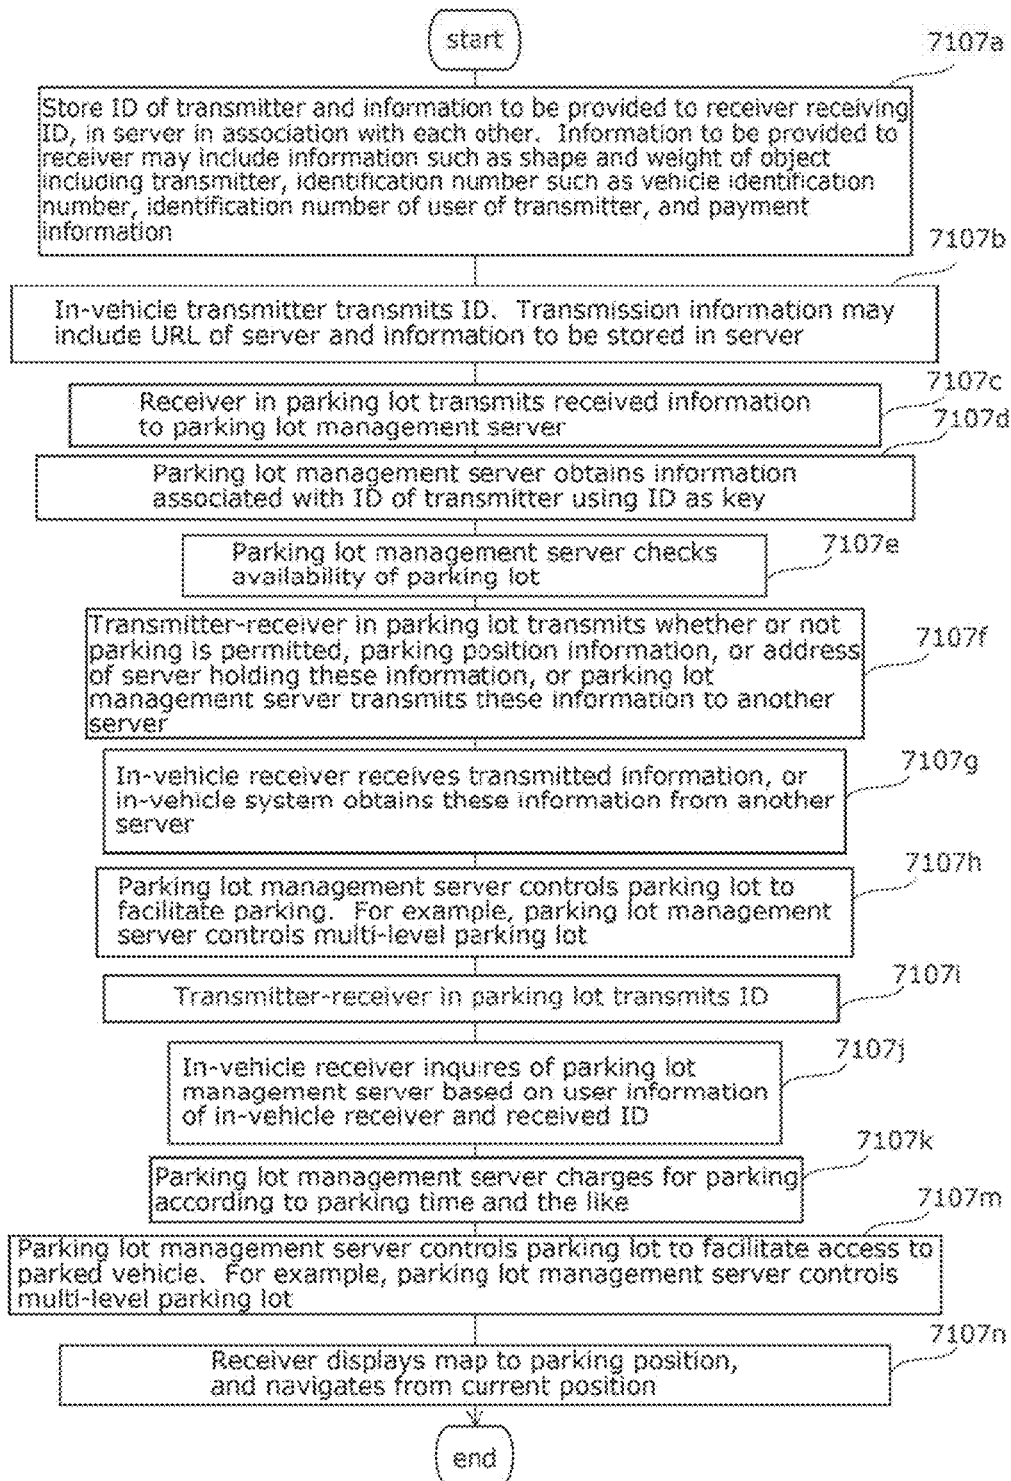 start
7107a
Store ID of transmitter and information to be provided to receiver receiving
ID, in server in association with each other. Information to be provided to
receiver may include information such as shape and weight of object
including transmitter, identification number such as vehicle identification
number, identification number of user of transmitter, and payment
information
7107b
In-vehicle transmitter transmits ID. Transmission information may
include URL of server and information to be stored in server
7107c
Receiver in parking lot transmits received information
to parking lot management server
7107d
Parking lot management server obtains information
associated with ID of transmitter using ID as key
7107e
Parking lot management server checks
availability of parking lot
7107f
Transmitter-receiver in parking lot transmits whether or not
parking is permitted, parking position information, or address
of server holding these information, or parking lot
management server transmits these information to another
server
7107g
In-vehicle receiver receives transmitted information, or
in-vehicle system obtains these information from another
server
7107h
Parking lot management server controls parking lot to
facilitate parking. For example, parking lot management
server controls multi-level parking lot
7107i
Transmitter-receiver in parking lot transmits ID
7107j
In-vehicle receiver inquires of parking lot
management server based on user information
of in-vehicle receiver and received ID
7107k
Parking lot management server charges for parking
according to parking time and the like
7107m
Parking lot management server controls parking lot to facilitate access to
parked vehicle. For example, parking lot management server controls
multi-level parking lot
7107n
Receiver displays map to parking position,
and navigates from current position
end